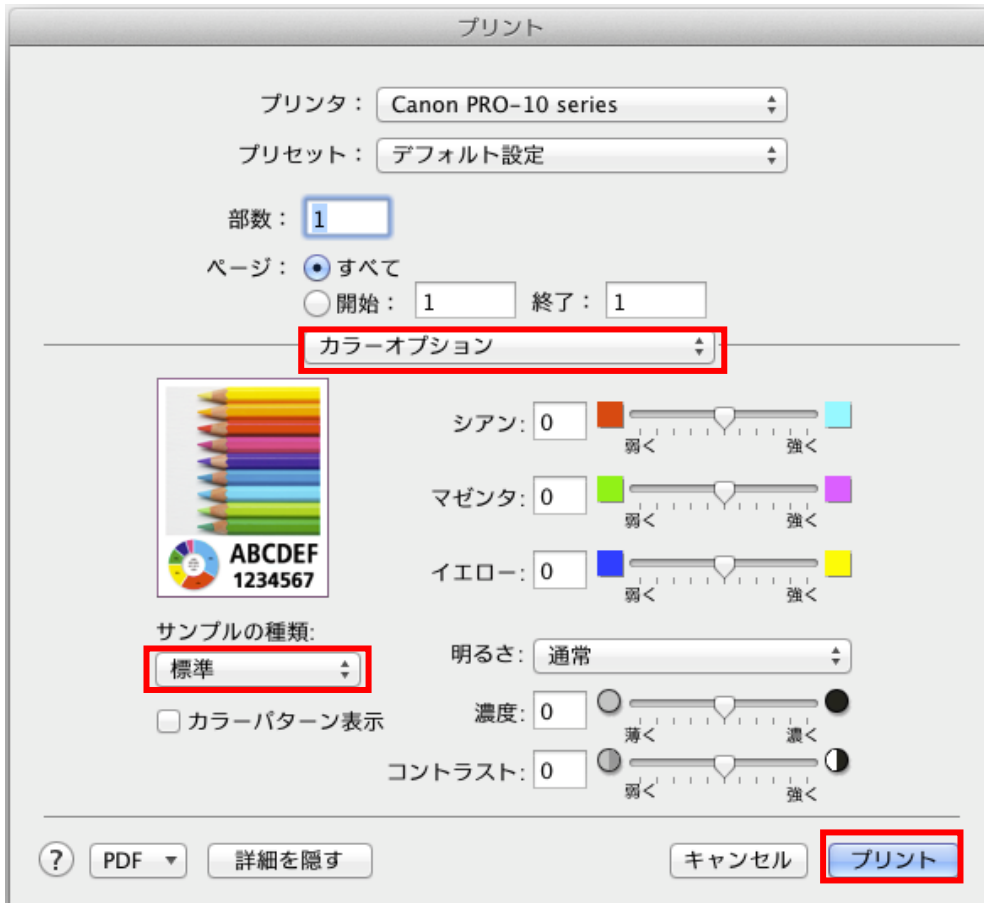 プリント
プリンタ： Canon PRO-10 series
プリセット： デフォルト設定
部数： 1
ページ： すべて
開始： 1 終了： 1
カラーオプション
シアン: 0
弱く 強く
マゼンタ: 0
弱く 強く
ABCDEF
1234567
イエロー: 0
弱く 強く
サンプルの種類:
標準
カラーパターン表示
明るさ: 通常
濃度: 0
薄く 濃く
コントラスト: 0
弱く 強く
? PDF 詳細を隠す キャンセル プリント